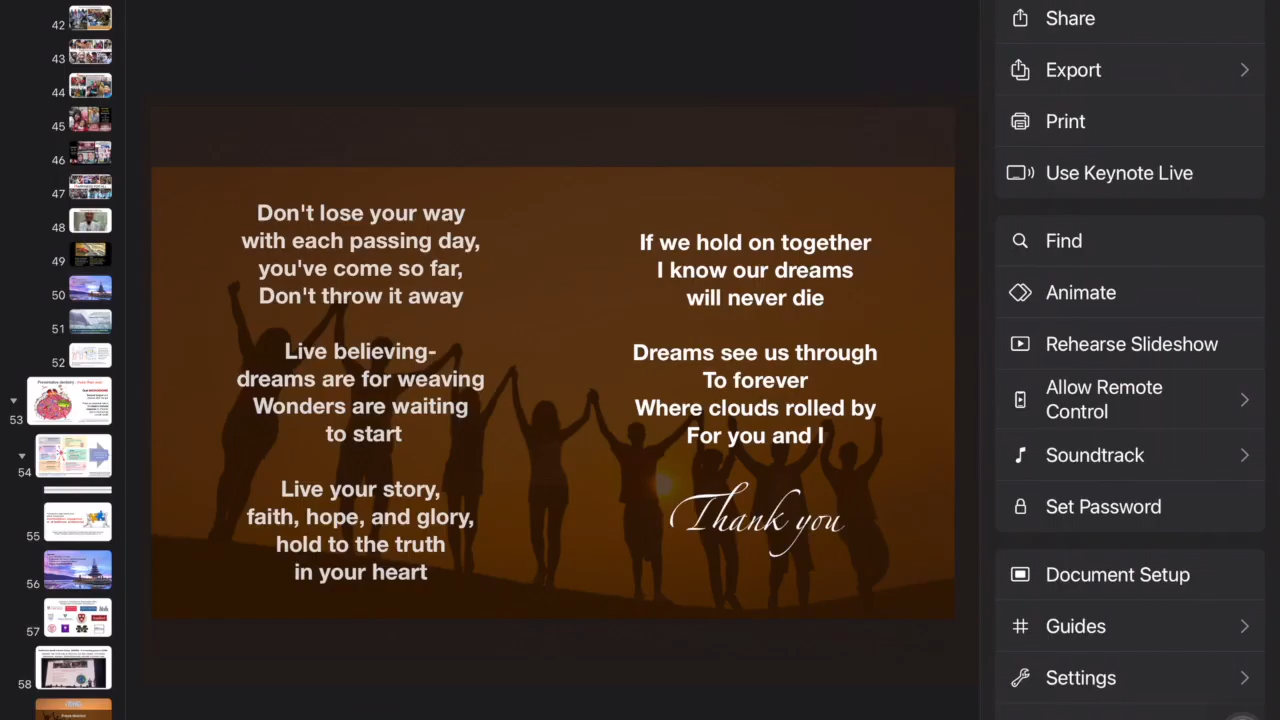 42
43
44
45
46
47
48
49
50
51
52
53
54
55
56
57
58
Don't lose your way
with each passing day,
you've come so far,
Don't throw it away
Live believing-
dreams are for weaving
Wonders are waiting
to start
Live your story,
faith, hope, and glory,
hold to the truth
in your heart
If we hold on together
I know our dreams
will never die
Dreams see us through
To forever
Where clouds rolled by
For you and I
Thank you
Share
Export
Print
Use Keynote Live
Find
Animate
Rehearse Slideshow
Allow Remote
Control
Soundtrack
Set Password
Document Setup
Guides
Settings